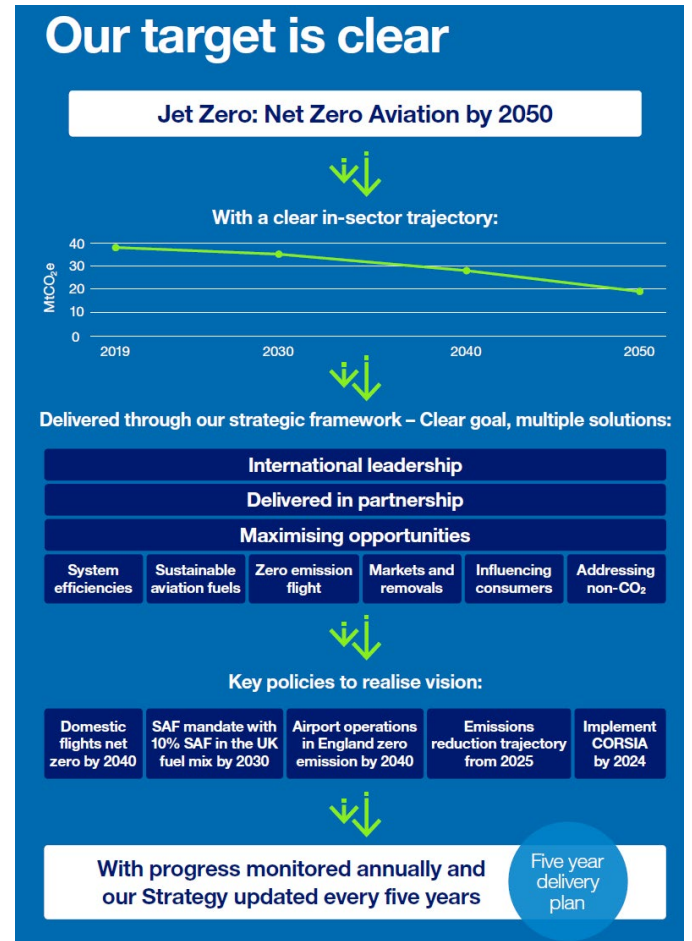 Our target is clear
Jet Zero: Net Zero Aviation by 2050
With a clear in-sector trajectory:
MtCO₂e
40
30
20
10
0
2019 2030 2040 2050
Delivered through our strategic framework – Clear goal, multiple solutions:
International leadership
Delivered in partnership
Maximising opportunities
System
efficiencies
Sustainable
aviation fuels
Zero emission
flight
Markets and
removals
Influencing
consumers
Addressing
non-CO₂
Key policies to realise vision:
Domestic
flights net
zero by 2040
SAF mandate with
10% SAF in the UK
fuel mix by 2030
Airport operations
in England zero
emission by 2040
Emissions
reduction trajectory
from 2025
Implement
CORSIA
by 2024
With progress monitored annually and
our Strategy updated every five years
Five year
delivery
plan